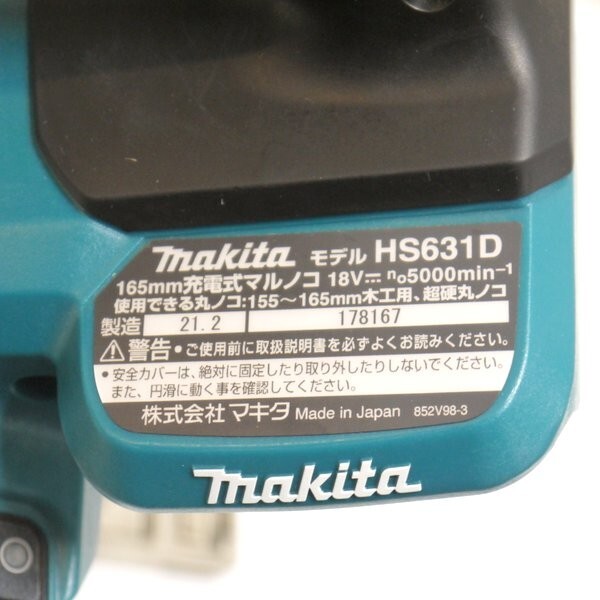 makita モデル HS631D
165mm充電式マルノコ 18V⎓ n₀5000min⁻¹
使用できる丸ノコ:155～165mm木工用、超硬丸ノコ
製造 21.2 178167
⚠警告・ご使用前に取扱説明書を必ずよくお読みください。
・安全カバーは、絶対に固定したり取り外したりしないでください。
また、円滑に動く事を確認してください。
株式会社マキタ Made in Japan 852V98-3
makita